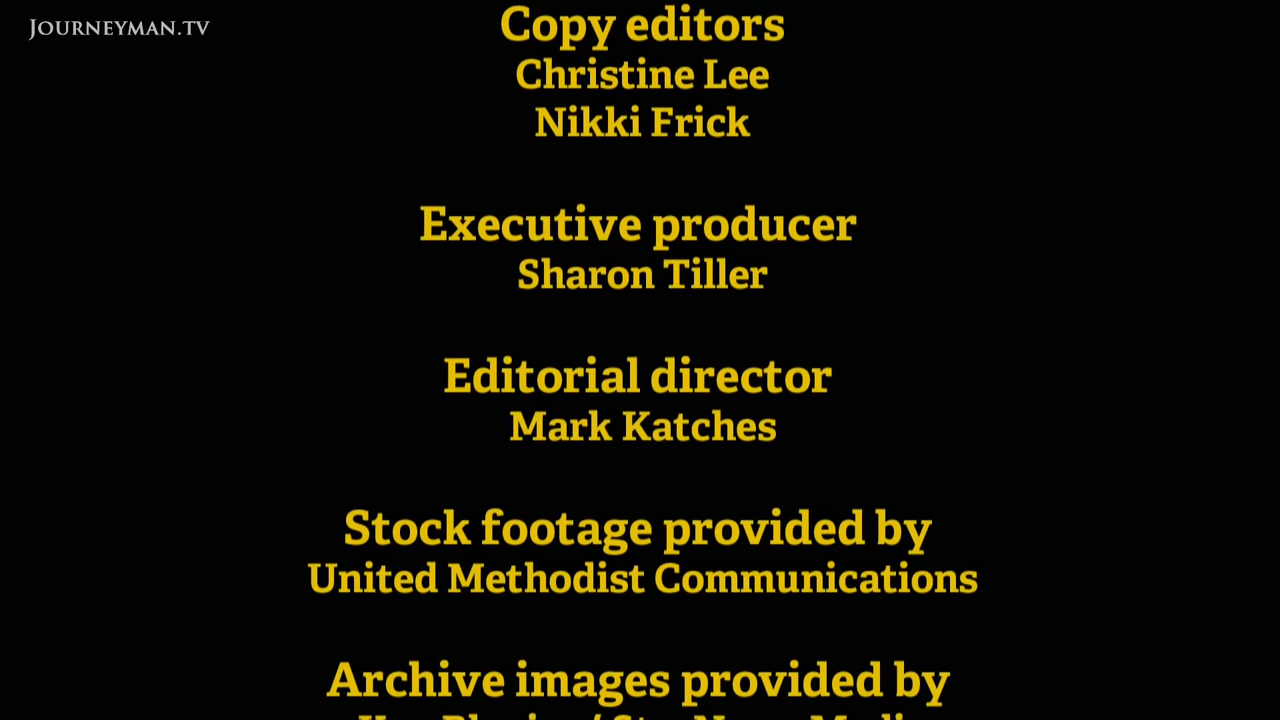 JOURNEYMAN.TV
Copy editors
Christine Lee
Nikki Frick
Executive producer
Sharon Tiller
Editorial director
Mark Katches
Stock footage provided by
United Methodist Communications
Archive images provided by